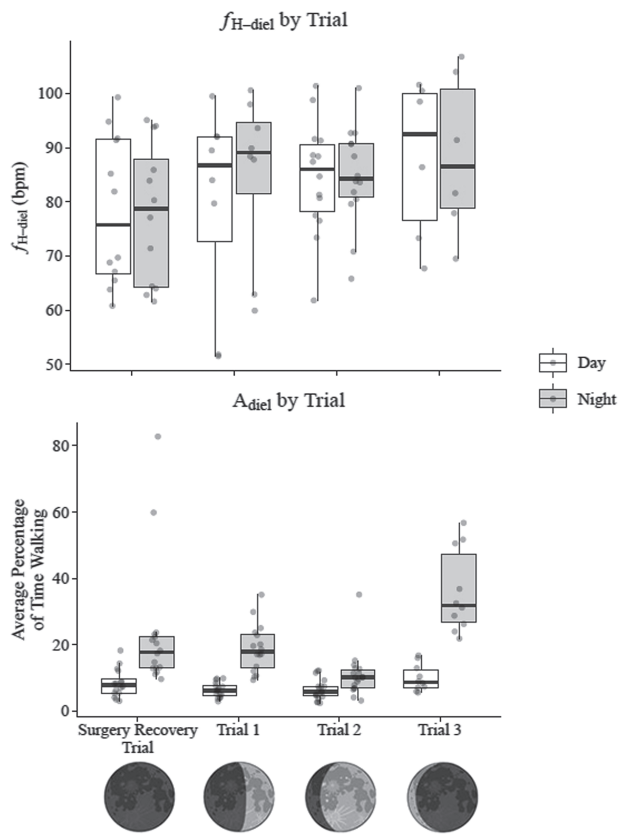 fH–diel by Trial
fH–diel (bpm)
100
90
80
70
60
50
Day
Night
Adiel by Trial
Average Percentage
of Time Walking
80
60
40
20
0
Surgery Recovery
Trial
Trial 1
Trial 2
Trial 3